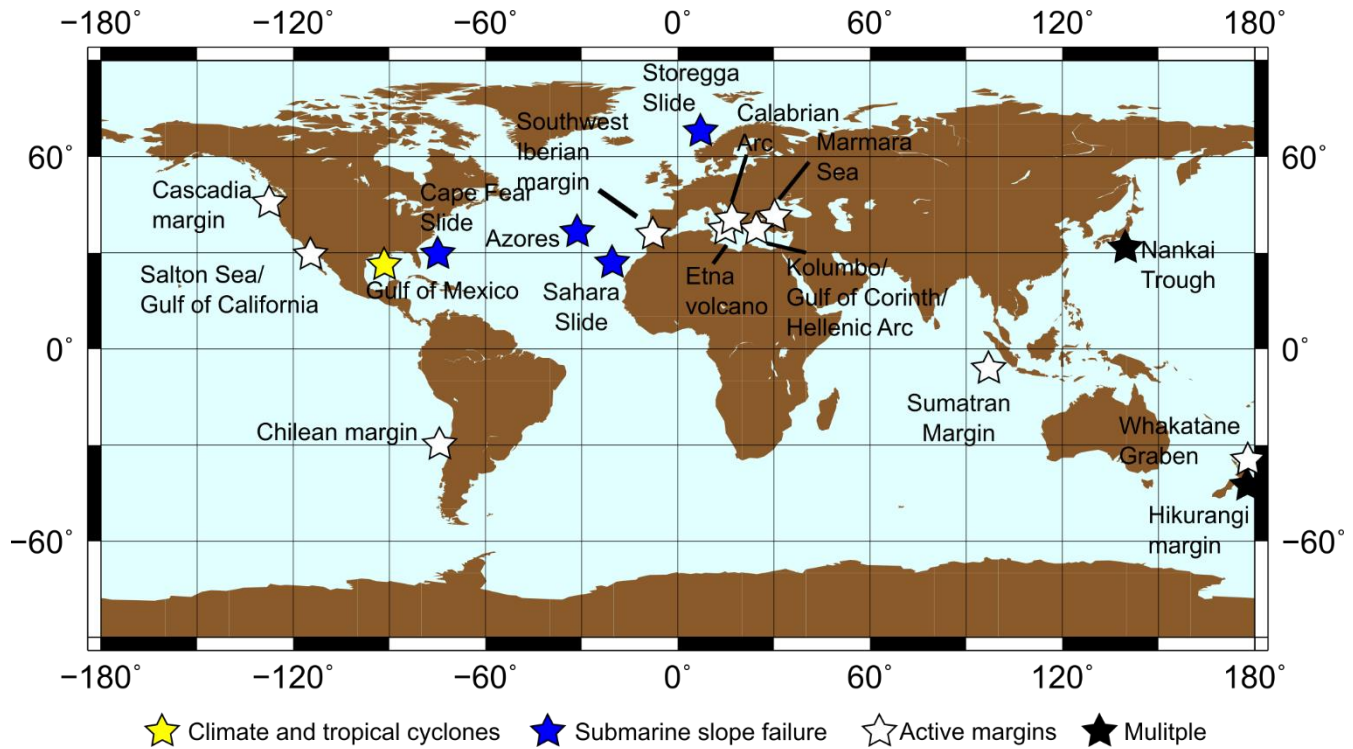 −180˚ −120˚ −60˚ 0˚ 60˚ 120˚ 180˚
Storegga
Slide
Calabrian
Arc
Southwest
Iberian
margin
Marmara
Sea
60˚ 60˚
Cascadia
margin
Cape Fear
Slide
Azores
Nankai
Trough
Salton Sea/
Gulf of California
Gulf of Mexico
Sahara
Slide
Etna
volcano
Kolumbo/
Gulf of Corinth/
Hellenic Arc
0˚ 0˚
Sumatran
Margin
Chilean margin
Whakatane
Graben
Hikurangi
margin
−60˚ −60˚
−180˚ −120˚ −60˚ 0˚ 60˚ 120˚ 180˚
Climate and tropical cyclones Submarine slope failure Active margins Mulitple